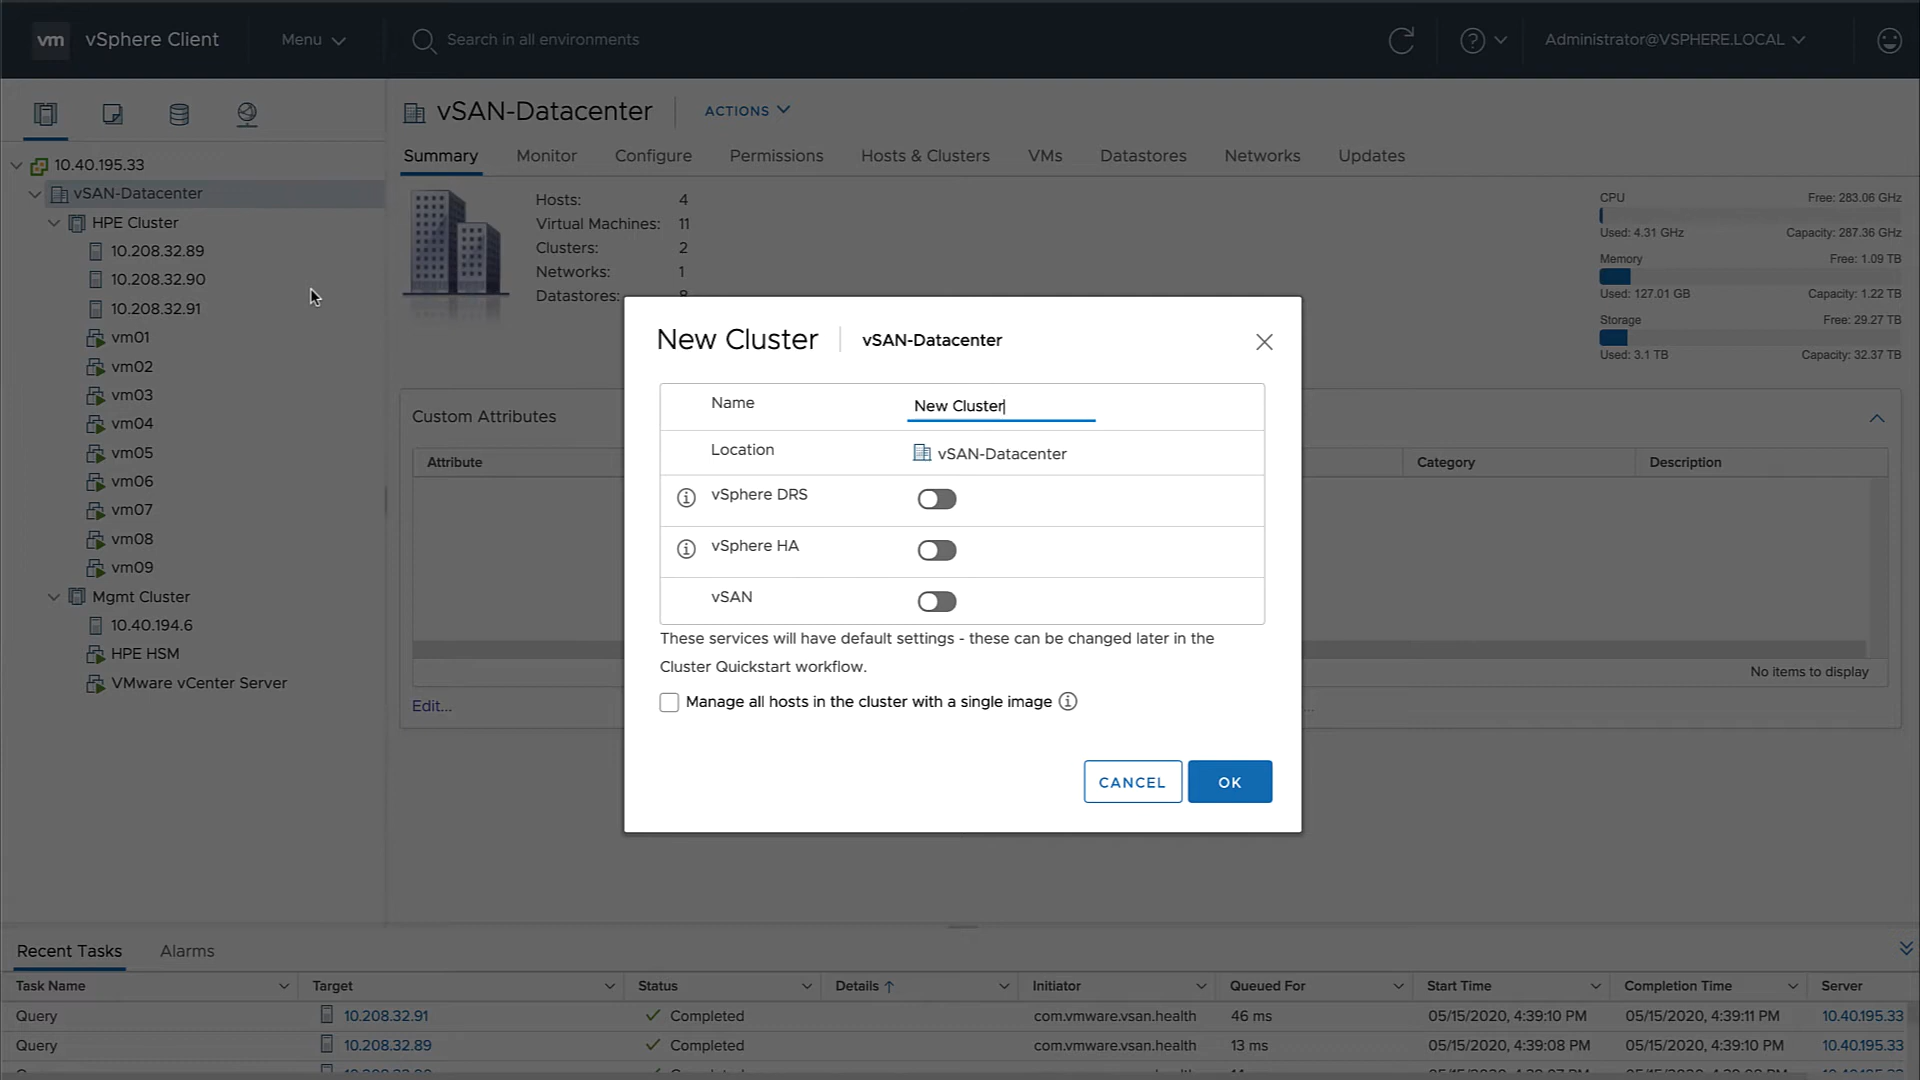 vm vSphere Client Menu Search in all environments Administrator@VSPHERE.LOCAL
vSAN-Datacenter ACTIONS
Summary Monitor Configure Permissions Hosts & Clusters VMs Datastores Networks Updates
10.40.195.33
vSAN-Datacenter
HPE Cluster
10.208.32.89
10.208.32.90
10.208.32.91
vm01
vm02
vm03
vm04
vm05
vm06
vm07
vm08
vm09
Mgmt Cluster
10.40.194.6
HPE HSM
VMware vCenter Server
Hosts: 4
Virtual Machines: 11
Clusters: 2
Networks: 1
Datastores: 8
CPU Free: 283.06 GHz
Used: 4.31 GHz Capacity: 287.36 GHz
Memory Free: 1.09 TB
Used: 127.01 GB Capacity: 1.22 TB
Storage Free: 29.27 TB
Used: 3.1 TB Capacity: 32.37 TB
Custom Attributes
Attribute
Edit...
Category Description
No items to display
New Cluster vSAN-Datacenter
Name New Cluster
Location vSAN-Datacenter
vSphere DRS
vSphere HA
vSAN
These services will have default settings - these can be changed later in the
Cluster Quickstart workflow.
Manage all hosts in the cluster with a single image
CANCEL OK
Recent Tasks Alarms
Task Name Target Status Details Initiator Queued For Start Time Completion Time Server
Query 10.208.32.91 Completed com.vmware.vsan.health 46 ms 05/15/2020, 4:39:10 PM 05/15/2020, 4:39:11 PM 10.40.195.33
Query 10.208.32.89 Completed com.vmware.vsan.health 13 ms 05/15/2020, 4:39:08 PM 05/15/2020, 4:39:10 PM 10.40.195.33